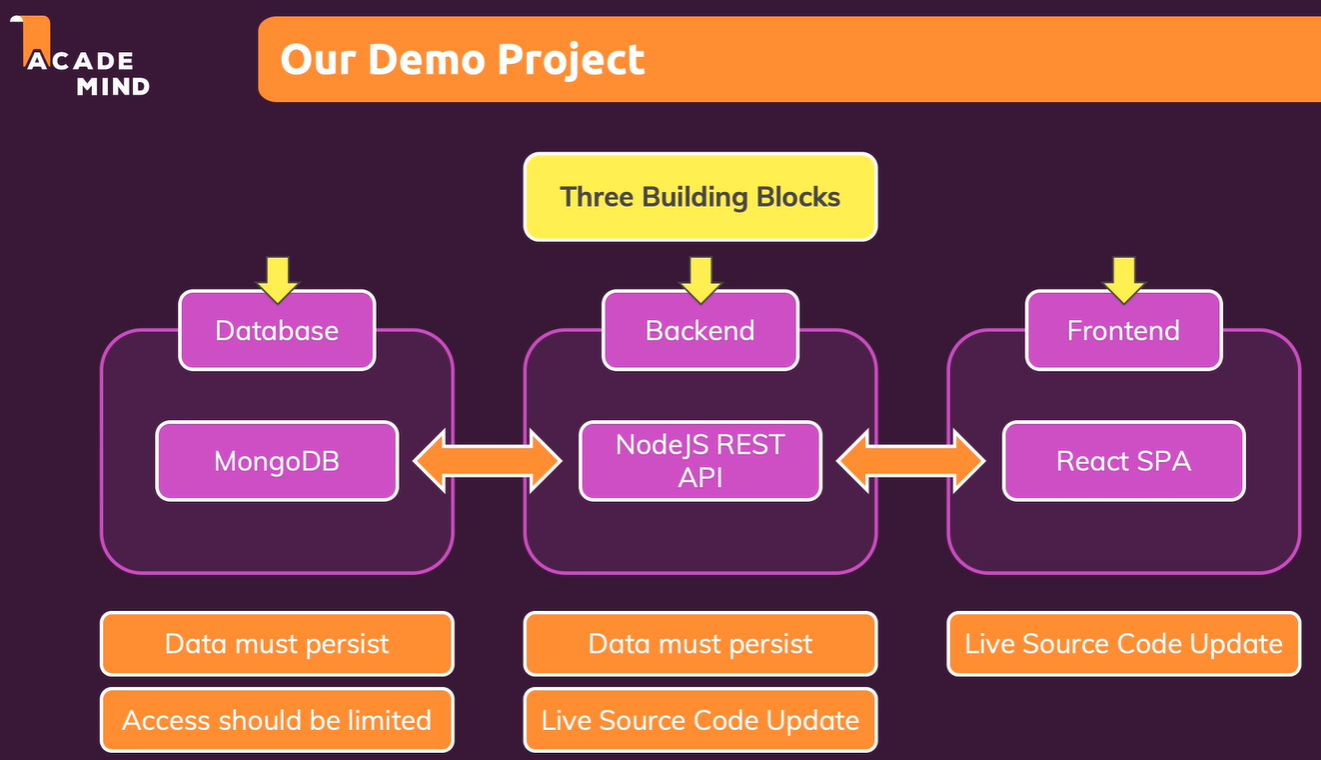 ACADE
MIND
Our Demo Project
Three Building Blocks
Database
Backend
Frontend
MongoDB
NodeJS REST
API
React SPA
Data must persist
Data must persist
Live Source Code Update
Access should be limited
Live Source Code Update